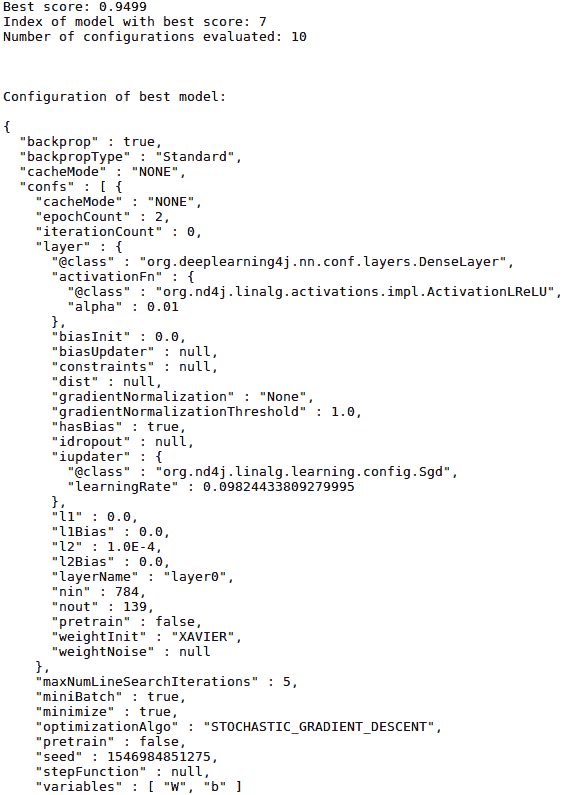 Best score: 0.9499
Index of model with best score: 7
Number of configurations evaluated: 10
Configuration of best model:
{
  "backprop" : true,
  "backpropType" : "Standard",
  "cacheMode" : "NONE",
  "confs" : [ {
    "cacheMode" : "NONE",
    "epochCount" : 2,
    "iterationCount" : 0,
    "layer" : {
      "@class" : "org.deeplearning4j.nn.conf.layers.DenseLayer",
      "activationFn" : {
        "@class" : "org.nd4j.linalg.activations.impl.ActivationLReLU",
        "alpha" : 0.01
      },
      "biasInit" : 0.0,
      "biasUpdater" : null,
      "constraints" : null,
      "dist" : null,
      "gradientNormalization" : "None",
      "gradientNormalizationThreshold" : 1.0,
      "hasBias" : true,
      "idropout" : null,
      "iupdater" : {
        "@class" : "org.nd4j.linalg.learning.config.Sgd",
        "learningRate" : 0.09824433809279995
      },
      "l1" : 0.0,
      "l1Bias" : 0.0,
      "l2" : 1.0E-4,
      "l2Bias" : 0.0,
      "layerName" : "layer0",
      "nin" : 784,
      "nout" : 139,
      "pretrain" : false,
      "weightInit" : "XAVIER",
      "weightNoise" : null
    },
    "maxNumLineSearchIterations" : 5,
    "miniBatch" : true,
    "minimize" : true,
    "optimizationAlgo" : "STOCHASTIC_GRADIENT_DESCENT",
    "pretrain" : false,
    "seed" : 1546984851275,
    "stepFunction" : null,
    "variables" : [ "W", "b" ]